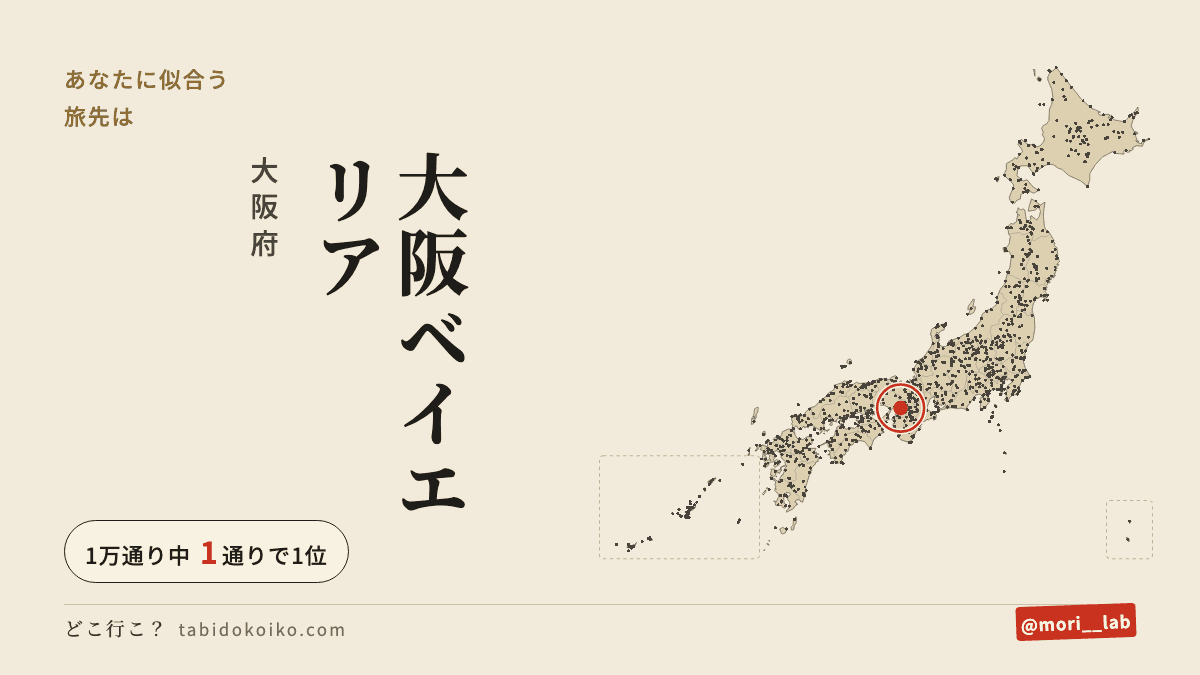 あなたに似合う
旅先は
大阪ベイエ
リア
大阪府
1万通り中 1通りで1位
どこ行こ？ tabidokoiko.com
@mori__lab